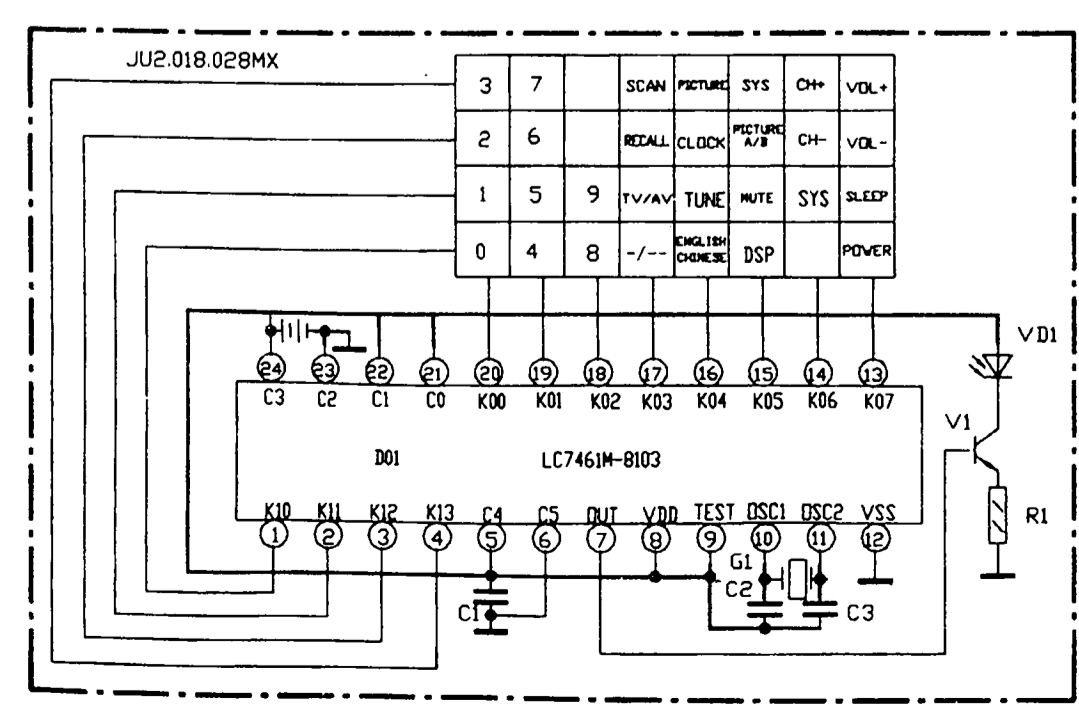 JU2.018.028MX
3 7 SCAN PICTURE SYS CH+ VOL+
2 6 RECALL CLOCK PICTURE A/B CH- VOL-
1 5 9 TV/AV TUNE MUTE SYS SLEEP
0 4 8 -/-- ENGLISH CHINESE DSP POWER
VD1
24 23 22 21 20 19 18 17 16 15 14 13
C3 C2 C1 C0 K00 K01 K02 K03 K04 K05 K06 K07
V1
D01 LC7461M-8103
K10 K11 K12 K13 C4 C5 OUT VDD TEST OSC1 OSC2 VSS
R1
1 2 3 4 5 6 7 8 9 10 11 12
G1
C2
C1 C3